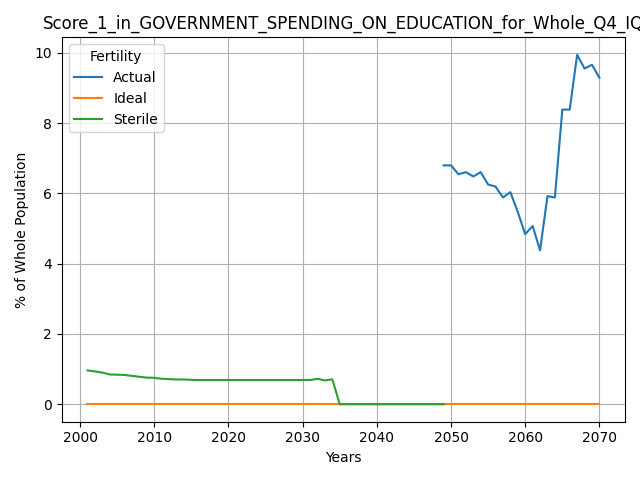 Score_1_in_GOVERNMENT_SPENDING_ON_EDUCATION_for_Whole_Q4_IQ
Fertility
Actual
Ideal
Sterile
% of Whole Population
10
8
6
4
2
0
2000 2010 2020 2030 2040 2050 2060 2070
Years